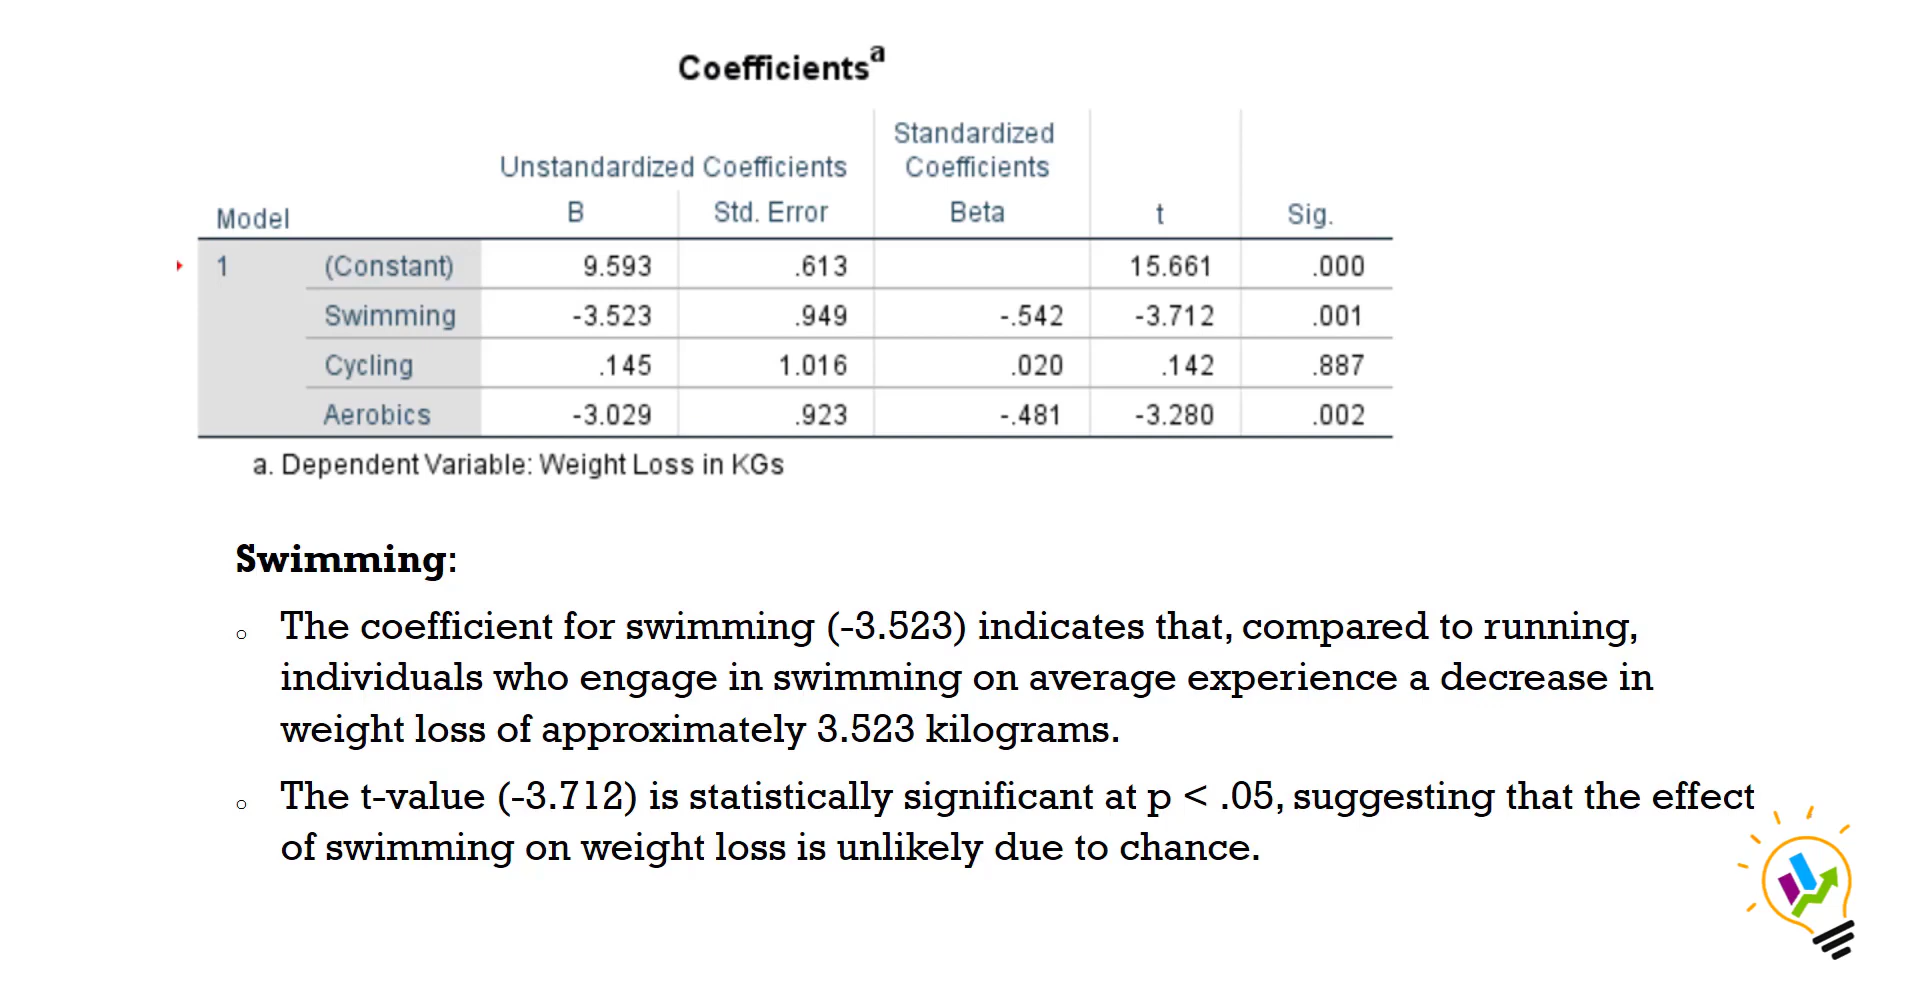 Coefficientsª
Standardized
Unstandardized Coefficients Coefficients
Model B Std. Error Beta t Sig.
1 (Constant) 9.593 .613 15.661 .000
Swimming -3.523 .949 -.542 -3.712 .001
Cycling .145 1.016 .020 .142 .887
Aerobics -3.029 .923 -.481 -3.280 .002
a. Dependent Variable: Weight Loss in KGs
Swimming:
○ The coefficient for swimming (-3.523) indicates that, compared to running,
individuals who engage in swimming on average experience a decrease in
weight loss of approximately 3.523 kilograms.
○ The t-value (-3.712) is statistically significant at p < .05, suggesting that the effect
of swimming on weight loss is unlikely due to chance.